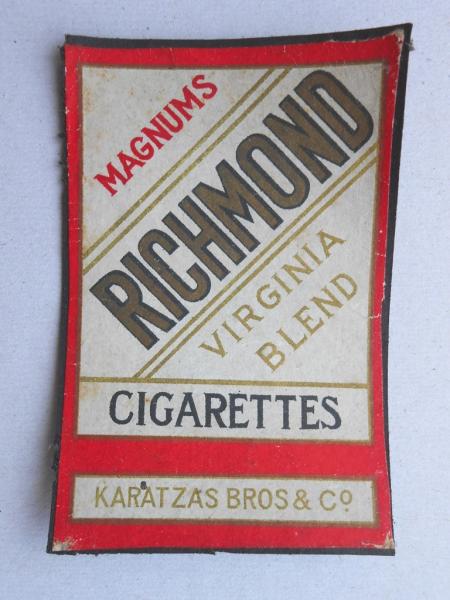 MAGNUMS
RICHMOND
VIRGINIA
BLEND
CIGARETTES
KARATZAS BROS & Cº